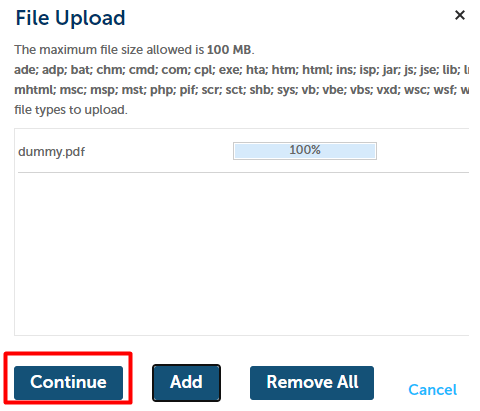 File Upload
The maximum file size allowed is 100 MB.
ade; adp; bat; chm; cmd; com; cpl; exe; hta; htm; html; ins; isp; jar; js; jse; lib;
mhtml; msc; msp; mst; php; pif; scr; sct; shb; sys; vb; vbe; vbs; vxd; wsc; wsf;
file types to upload.
dummy.pdf 100%
Continue Add Remove All Cancel